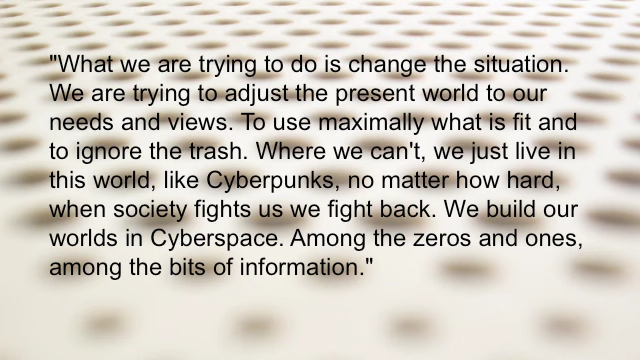 "What we are trying to do is change the situation.
We are trying to adjust the present world to our
needs and views. To use maximally what is fit and
to ignore the trash. Where we can't, we just live in
this world, like Cyberpunks, no matter how hard,
when society fights us we fight back. We build our
worlds in Cyberspace. Among the zeros and ones,
among the bits of information."